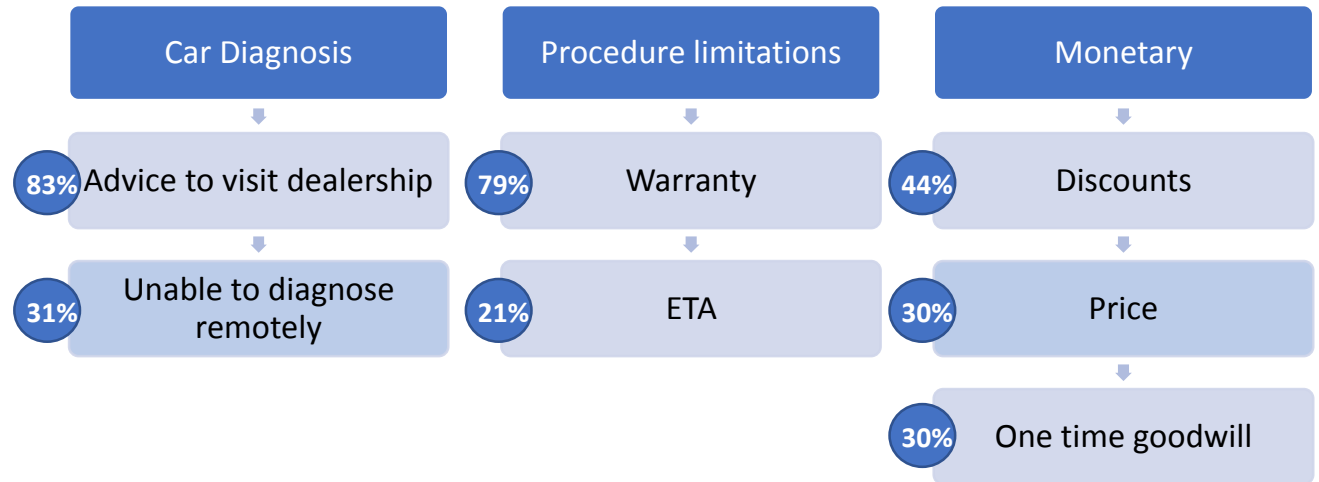 Car Diagnosis
83%
Advice to visit dealership
31%
Unable to diagnose
remotely
Procedure limitations
79%
Warranty
21%
ETA
Monetary
44%
Discounts
30%
Price
30%
One time goodwill